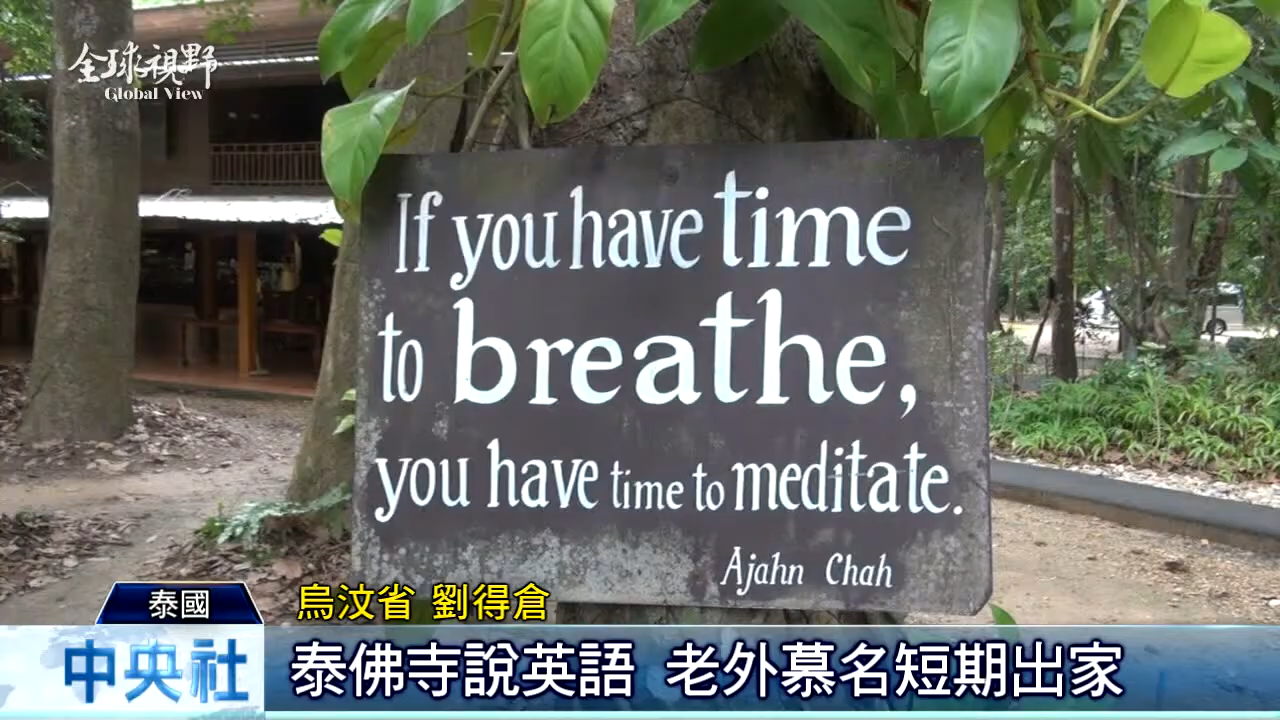 全球視野
Global View
If you have time
to breathe,
you have time to meditate.
Ajahn Chah
泰國
烏汶省 劉得倉
中央社
泰佛寺說英語 老外慕名短期出家